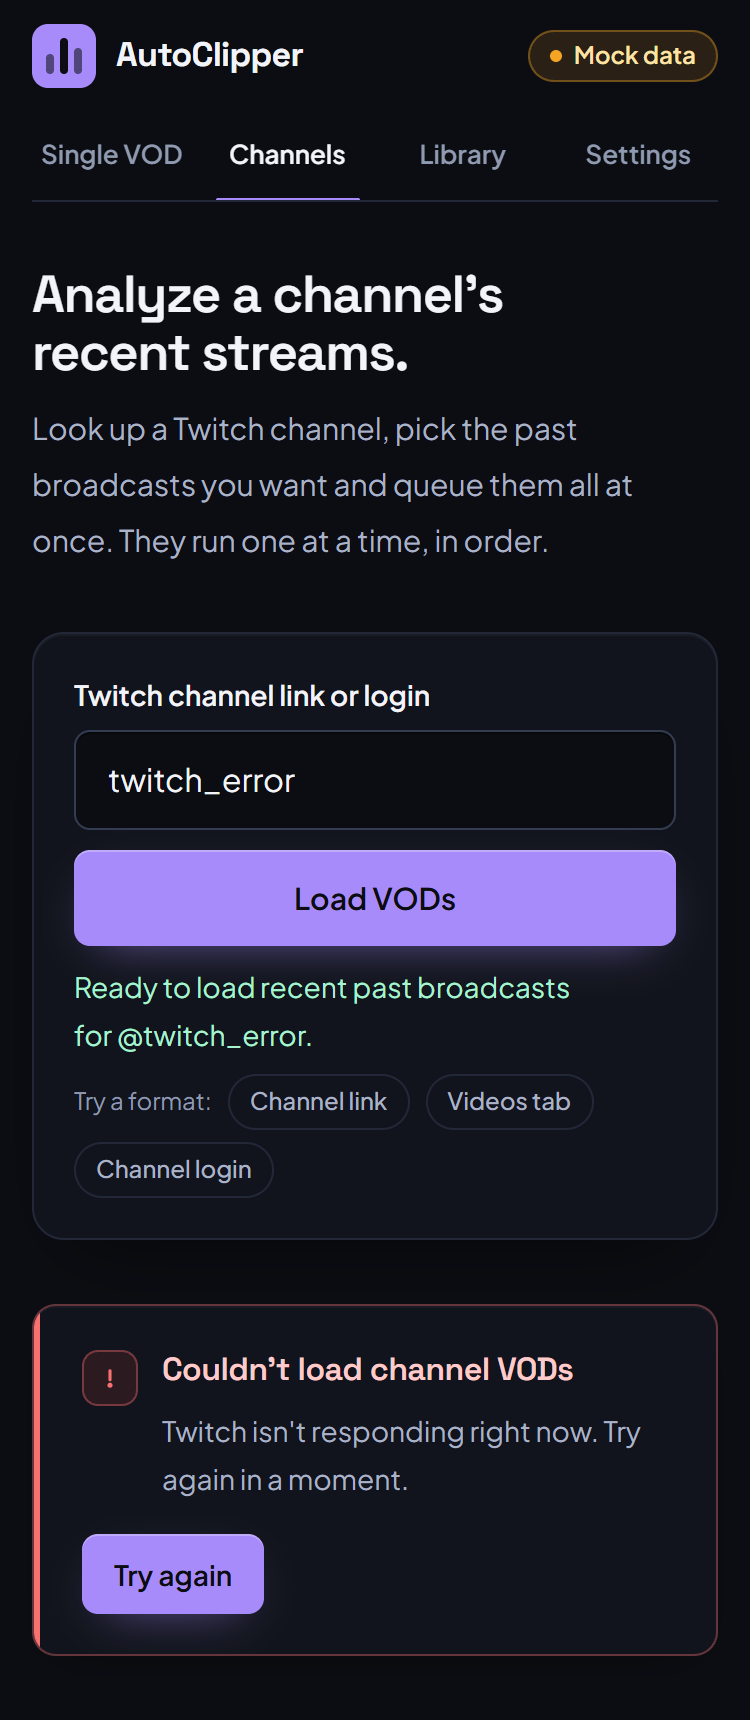 AutoClipper
Mock data
Single VOD Channels Library Settings
Analyze a channel’s
recent streams.
Look up a Twitch channel, pick the past
broadcasts you want and queue them all at
once. They run one at a time, in order.
Twitch channel link or login
twitch_error
Load VODs
Ready to load recent past broadcasts
for @twitch_error.
Try a format: Channel link Videos tab
Channel login
!
Couldn’t load channel VODs
Twitch isn't responding right now. Try
again in a moment.
Try again